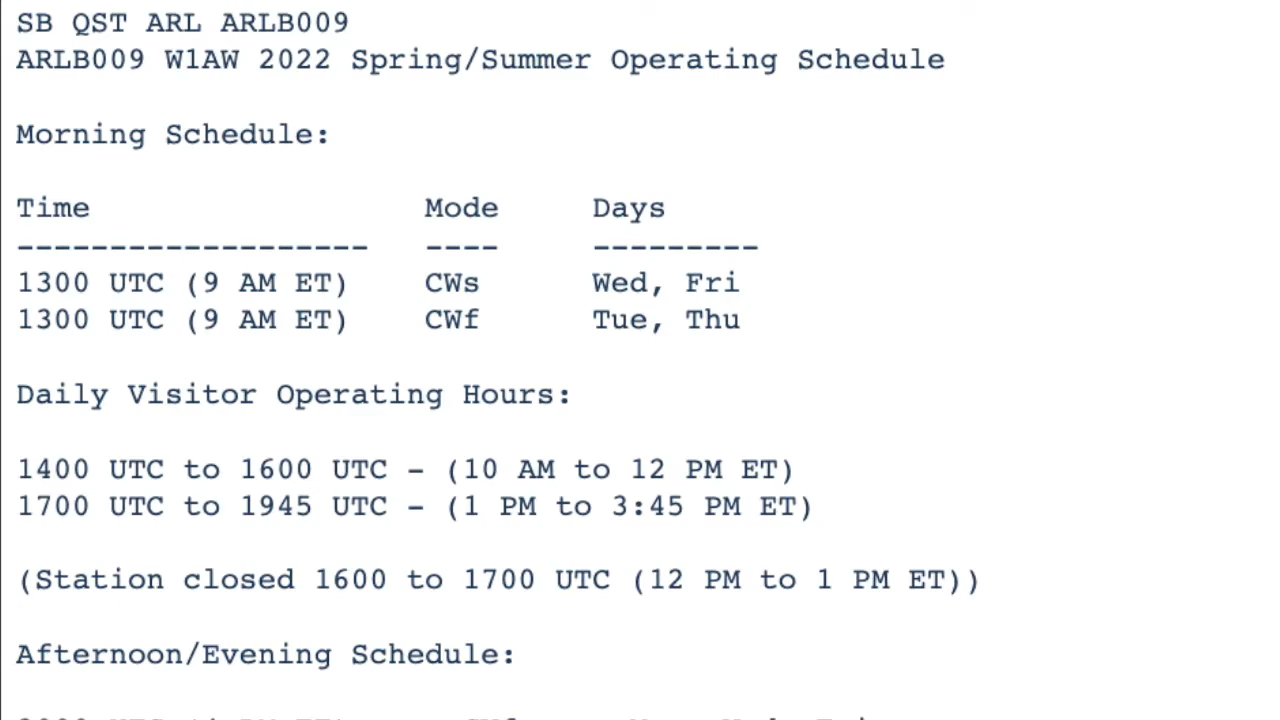 SB QST ARL ARLB009
ARLB009 W1AW 2022 Spring/Summer Operating Schedule
Morning Schedule:
Time Mode Days
------------------- ---- ---------
1300 UTC (9 AM ET) CWs Wed, Fri
1300 UTC (9 AM ET) CWf Tue, Thu
Daily Visitor Operating Hours:
1400 UTC to 1600 UTC - (10 AM to 12 PM ET)
1700 UTC to 1945 UTC - (1 PM to 3:45 PM ET)
(Station closed 1600 to 1700 UTC (12 PM to 1 PM ET))
Afternoon/Evening Schedule: